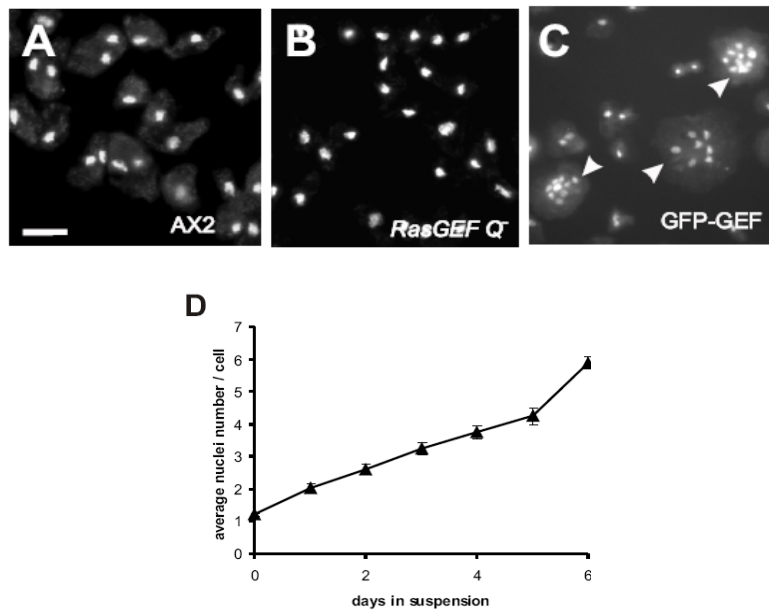 A
AX2
B
RasGEF Q-
C
GFP-GEF
D
average nuclei number / cell
7
6
5
4
3
2
1
0
0
2
4
6
days in suspension